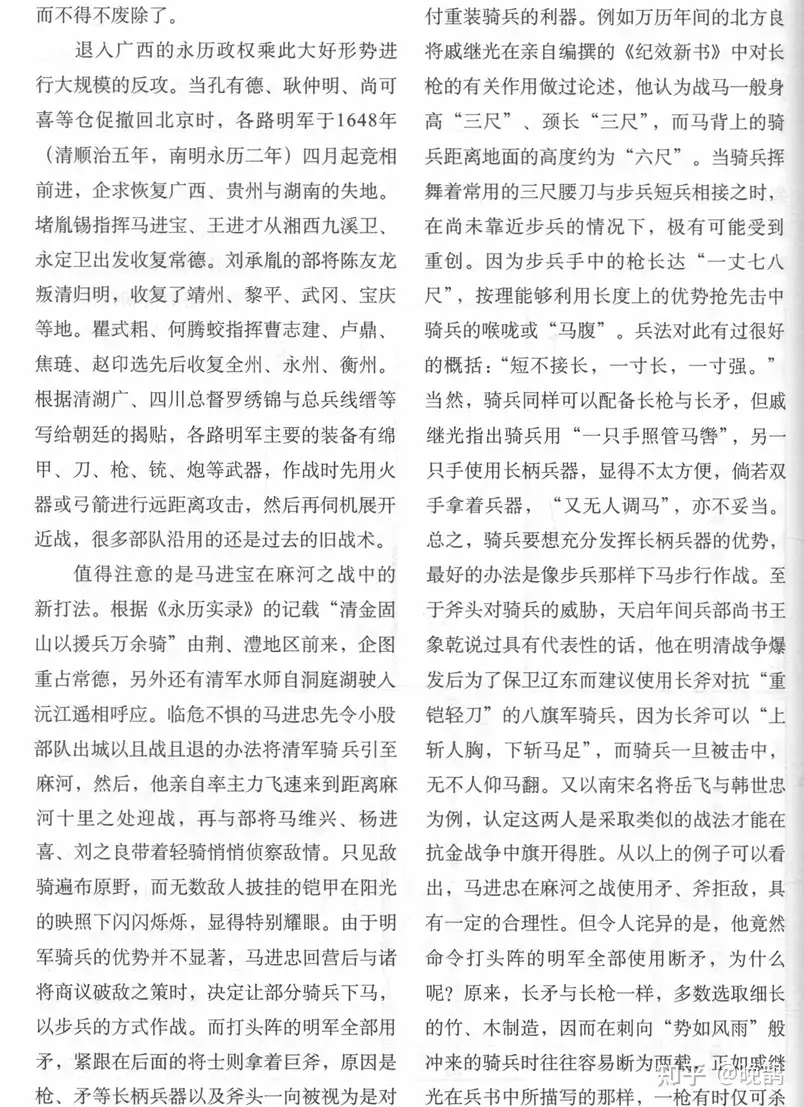 而不得不废除了。
退入广西的永历政权乘此大好形势进
行大规模的反攻。当孔有德、耿仲明、尚可
喜等仓促撤回北京时，各路明军于1648年
（清顺治五年，南明永历二年）四月起竞相
前进，企求恢复广西、贵州与湖南的失地。
堵胤锡指挥马进宝、王进才从湘西九溪卫、
永定卫出发收复常德。刘承胤的部将陈友龙
叛清归明，收复了靖州、黎平、武冈、宝庆
等地。瞿式耜、何腾蛟指挥曹志建、卢鼎、
焦琏、赵印选先后收复全州、永州、衡州。
根据清湖广、四川总督罗绣锦与总兵线缙等
写给朝廷的揭贴，各路明军主要的装备有绵
甲、刀、枪、铳、炮等武器，作战时先用火
器或弓箭进行远距离攻击，然后再伺机展开
近战，很多部队沿用的还是过去的旧战术。
值得注意的是马进宝在麻河之战中的
新打法。根据《永历实录》的记载“清金固
山以援兵万余骑”由荆、澧地区前来，企图
重占常德，另外还有清军水师自洞庭湖驶入
沅江遥相呼应。临危不惧的马进忠先令小股
部队出城以且战且退的办法将清军骑兵引至
麻河，然后，他亲自率主力飞速来到距离麻
河十里之处迎战，再与部将马维兴、杨进
喜、刘之良带着轻骑悄悄侦察敌情。只见敌
骑遍布原野，而无数敌人披挂的铠甲在阳光
的映照下闪闪烁烁，显得特别耀眼。由于明
军骑兵的优势并不显著，马进忠回营后与诸
将商议破敌之策时，决定让部分骑兵下马，
以步兵的方式作战。而打头阵的明军全部用
矛，紧跟在后面的将士则拿着巨斧，原因是
枪、矛等长柄兵器以及斧头一向被视为是对
付重装骑兵的利器。例如万历年间的北方良
将戚继光在亲自编撰的《纪效新书》中对长
枪的有关作用做过论述，他认为战马一般身
高“三尺”、颈长“三尺”，而马背上的骑
兵距离地面的高度约为“六尺”。当骑兵挥
舞着常用的三尺腰刀与步兵短兵相接之时，
在尚未靠近步兵的情况下，极有可能受到
重创。因为步兵手中的枪长达“一丈七八
尺”，按理能够利用长度上的优势抢先击中
骑兵的喉咙或“马腹”。兵法对此有过很好
的概括：“短不接长，一寸长，一寸强。”
当然，骑兵同样可以配备长枪与长矛，但戚
继光指出骑兵用“一只手照管马辔”，另一
只手使用长柄兵器，显得不太方便，倘若双
手拿着兵器，“又无人调马”，亦不妥当。
总之，骑兵要想充分发挥长柄兵器的优势，
最好的办法是像步兵那样下马步行作战。至
于斧头对骑兵的威胁，天启年间兵部尚书王
象乾说过具有代表性的话，他在明清战争爆
发后为了保卫辽东而建议使用长斧对抗“重
铠轻刀”的八旗军骑兵，因为长斧可以“上
斩人胸，下斩马足”，而骑兵一旦被击中，
无不人仰马翻。又以南宋名将岳飞与韩世忠
为例，认定这两人是采取类似的战法才能在
抗金战争中旗开得胜。从以上的例子可以看
出，马进忠在麻河之战使用矛、斧拒敌，具
有一定的合理性。但令人诧异的是，他竟然
命令打头阵的明军全部使用断矛，为什么
呢？原来，长矛与长枪一样，多数选取细长
的竹、木制造，因而在刺向“势如风雨”般
冲来的骑兵时往往容易断为两截，正如戚继
光在兵书中所描写的那样，一枪有时仅可杀
知乎 @晚鹊